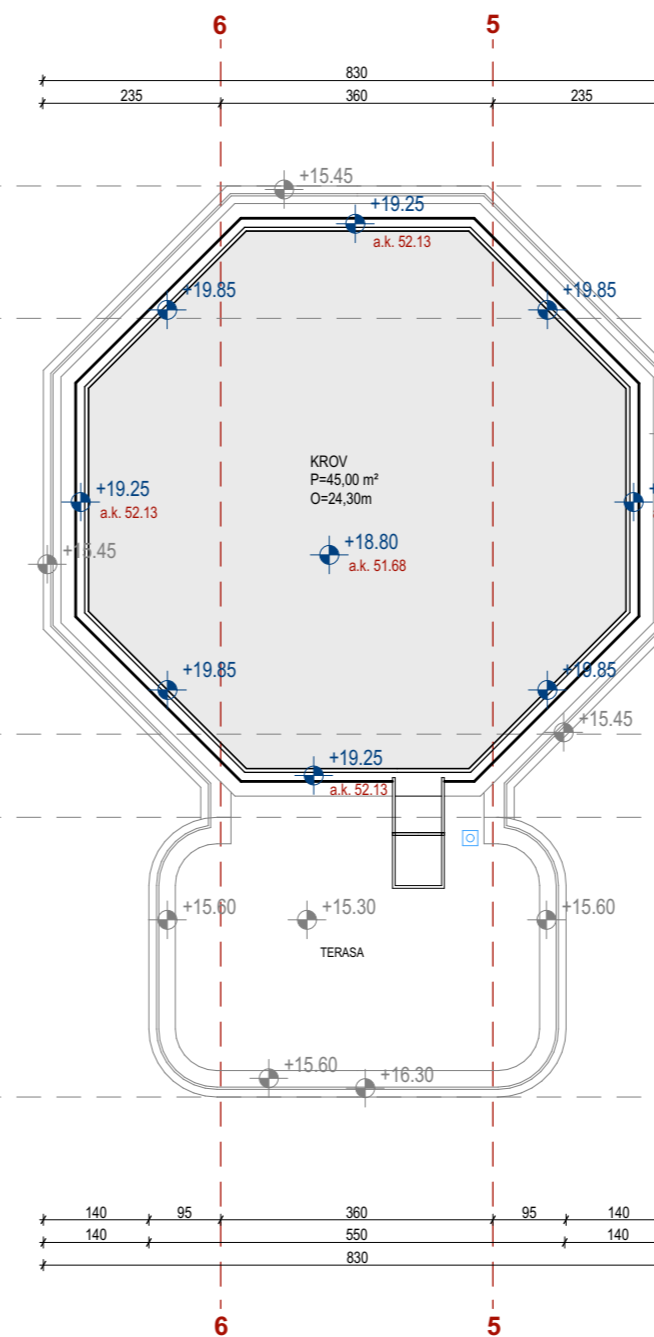 6 5
830
235 360 235
+15.45
+19.25
a.k. 52.13
+19.85 +19.85
KROV
P=45,00 m²
O=24,30m
+19.25
a.k. 52.13
+18.80
a.k. 51.68
+15.45
+19.85 +19.85
+15.45
+19.25
a.k. 52.13
+15.60 +15.30 +15.60
TERASA
+15.60 +16.30
140 95 360 95 140
140 550 140
830
6 5